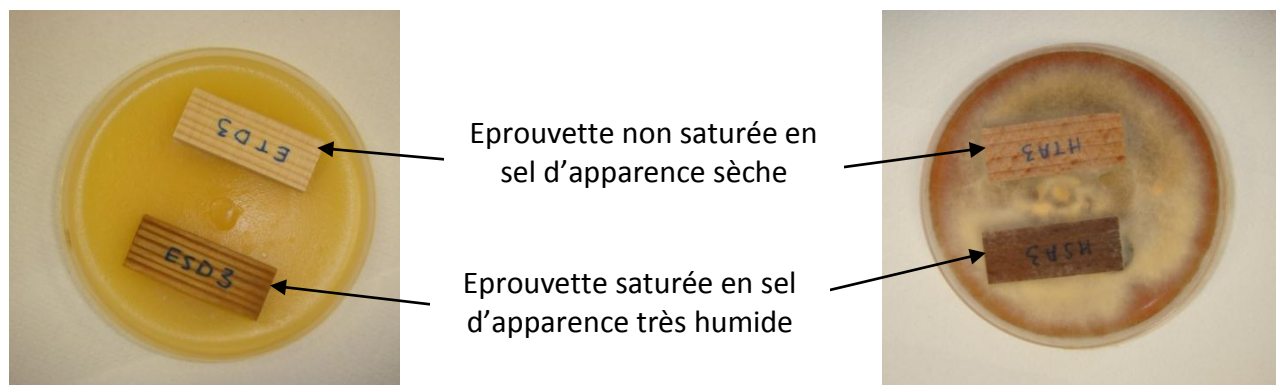 ETD3
ESD3
Eprouvette non saturée en
sel d'apparence sèche
Eprouvette saturée en sel
d'apparence très humide
HTA3
HSA3